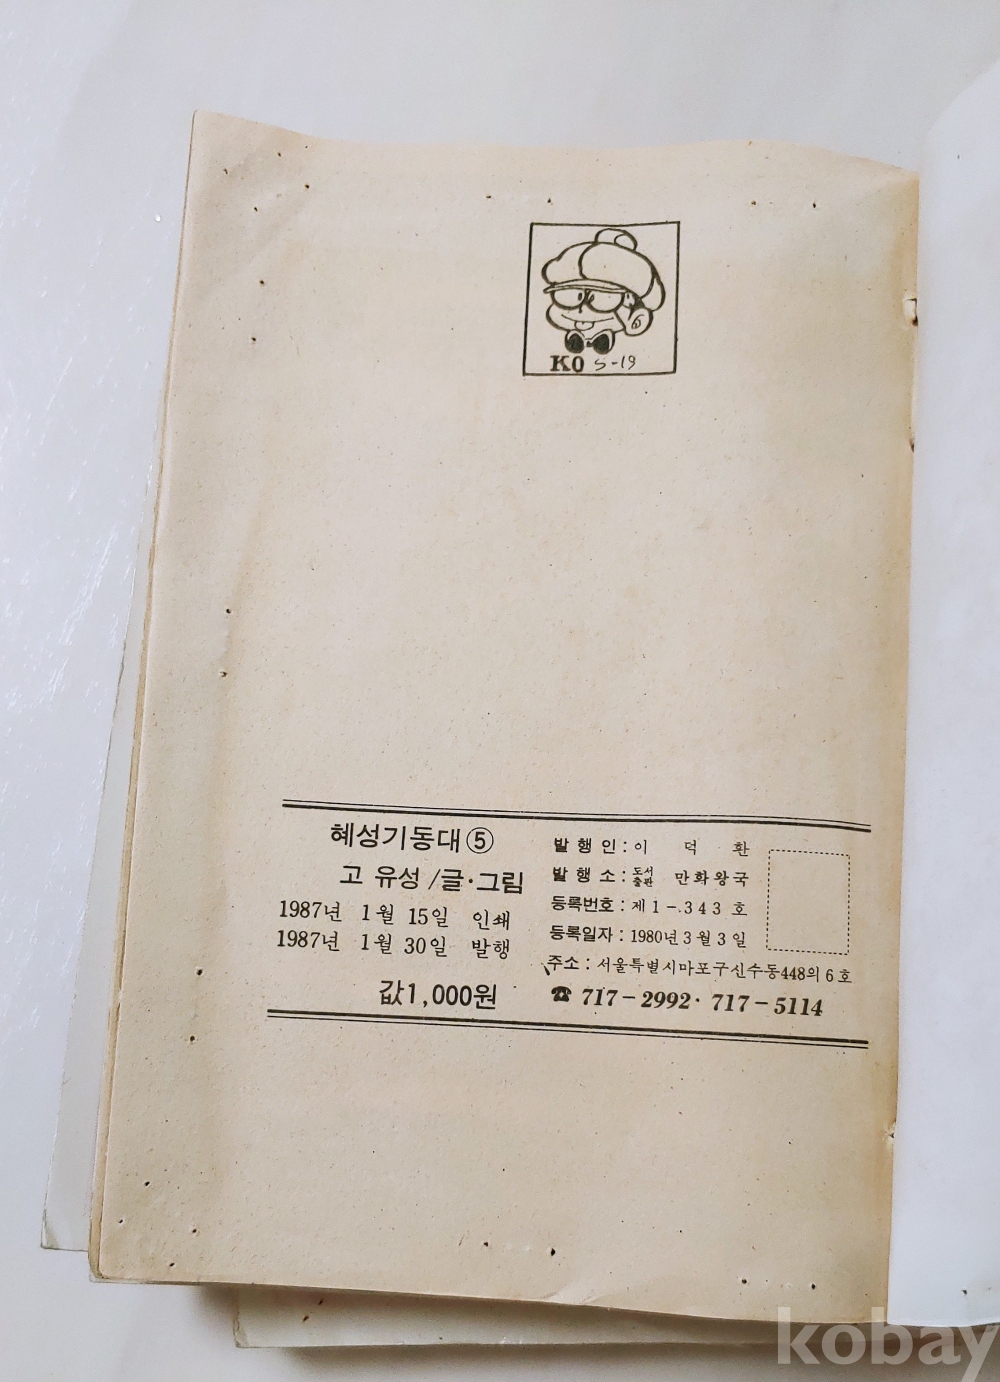 KO S-19
혜성기동대⑤
고 유성/글·그림
1987년 1월 15일 인쇄
1987년 1월 30일 발행
값1,000원
발행인:이 덕 환
발행소:도서출판 만화왕국
등록번호:제1-343호
등록일자:1980년3월3일
주소:서울특별시마포구신수동448의6호
☎ 717-2992·717-5114
kobay